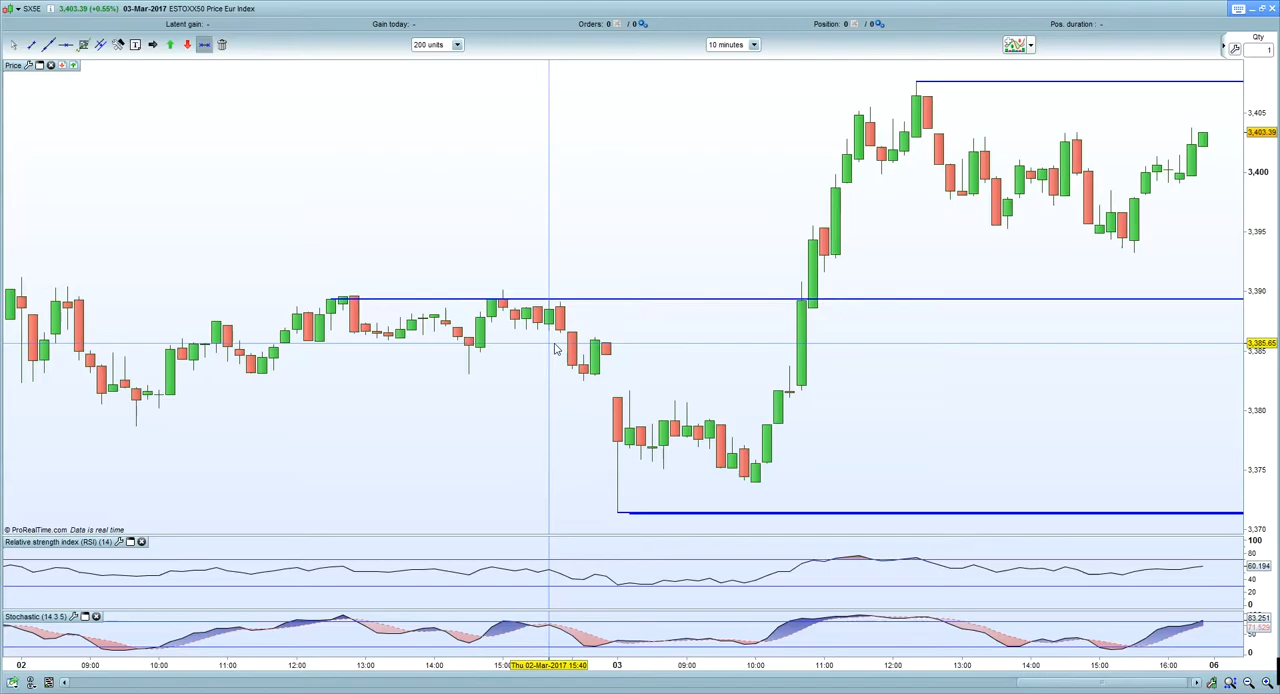 SX5E 3,403.39 (+0.55%) 03-Mar-2017 ESTOXX50 Price Eur Index
Latent gain: - Gain today: - Orders: 0 / 0 Position: 0 / 0 Pos. duration : -
Qty
200 units 10 minutes 1
Price
3,405
3,403.39
3,400
3,395
3,390
3,385.65
3,385
3,380
3,375
© ProRealTime.com Data is real time
3,370
Relative strength index (RSI) (14)
100
80
60.194
40
20
0
Stochastic (14 3 5)
83.251
71.528
50
0
02 09:00 10:00 11:00 12:00 13:00 14:00 15:00 Thu 02-Mar-2017 15:40 03 09:00 10:00 11:00 12:00 13:00 14:00 15:00 16:00 06